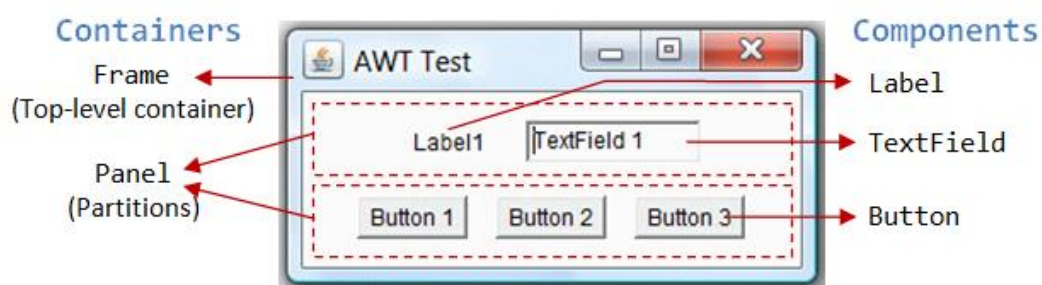 Containers
Frame
(Top-level container)
Panel
(Partitions)
AWT Test
Label1
TextField 1
Button 1
Button 2
Button 3
Components
Label
TextField
Button